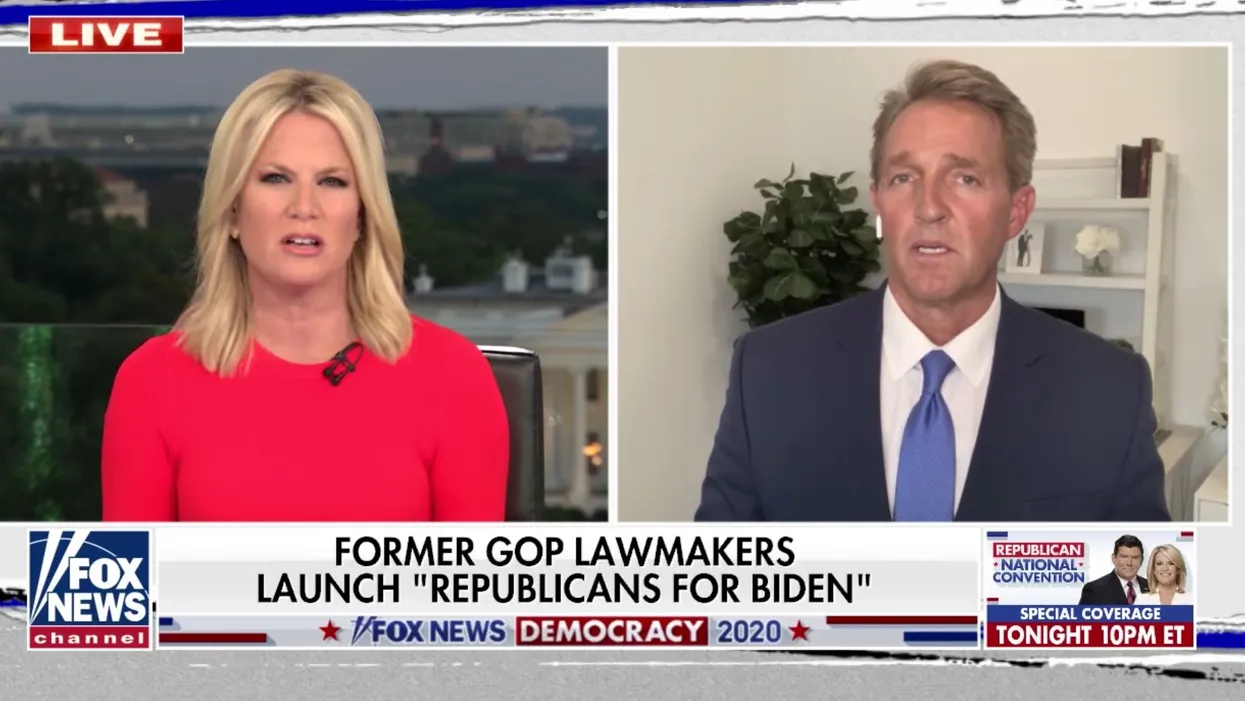 LIVE
FORMER GOP LAWMAKERS
LAUNCH "REPUBLICANS FOR BIDEN"
FOX
NEWS
channel
FOX NEWS DEMOCRACY 2020
REPUBLICAN
NATIONAL
CONVENTION
SPECIAL COVERAGE
TONIGHT 10PM ET